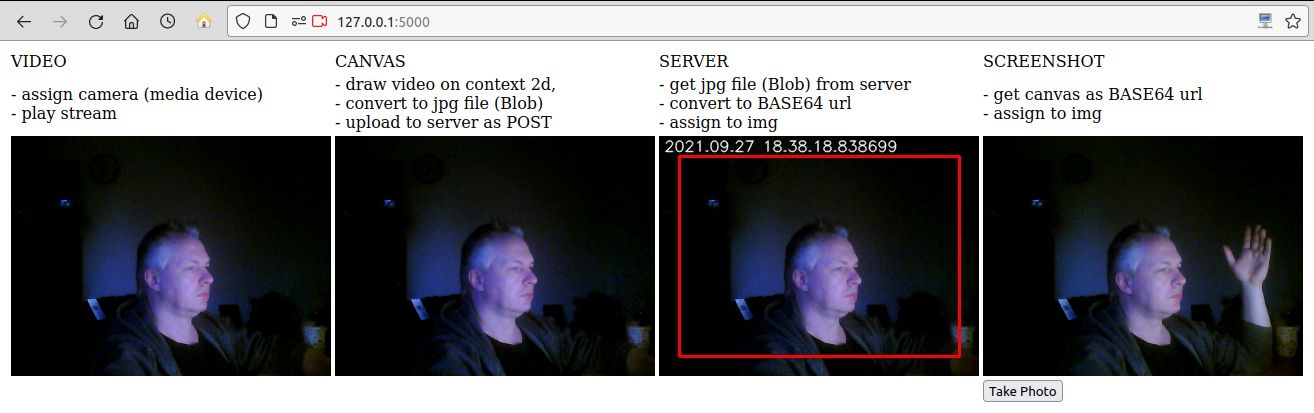 127.0.0.1:5000
VIDEO
- assign camera (media device)
- play stream
CANVAS
- draw video on context 2d,
- convert to jpg file (Blob)
- upload to server as POST
SERVER
- get jpg file (Blob) from server
- convert to BASE64 url
- assign to img
2021.09.27 18.38.18.838699
SCREENSHOT
- get canvas as BASE64 url
- assign to img
Take Photo